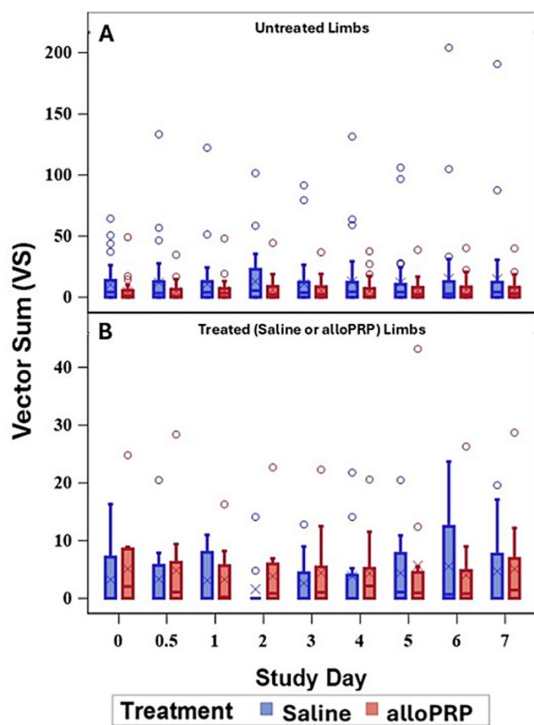 A
Untreated Limbs
200
150
100
50
0
B
Treated (Saline or alloPRP) Limbs
40
30
20
10
0
Vector Sum (VS)
0 0.5 1 2 3 4 5 6 7
Study Day
Treatment Saline alloPRP